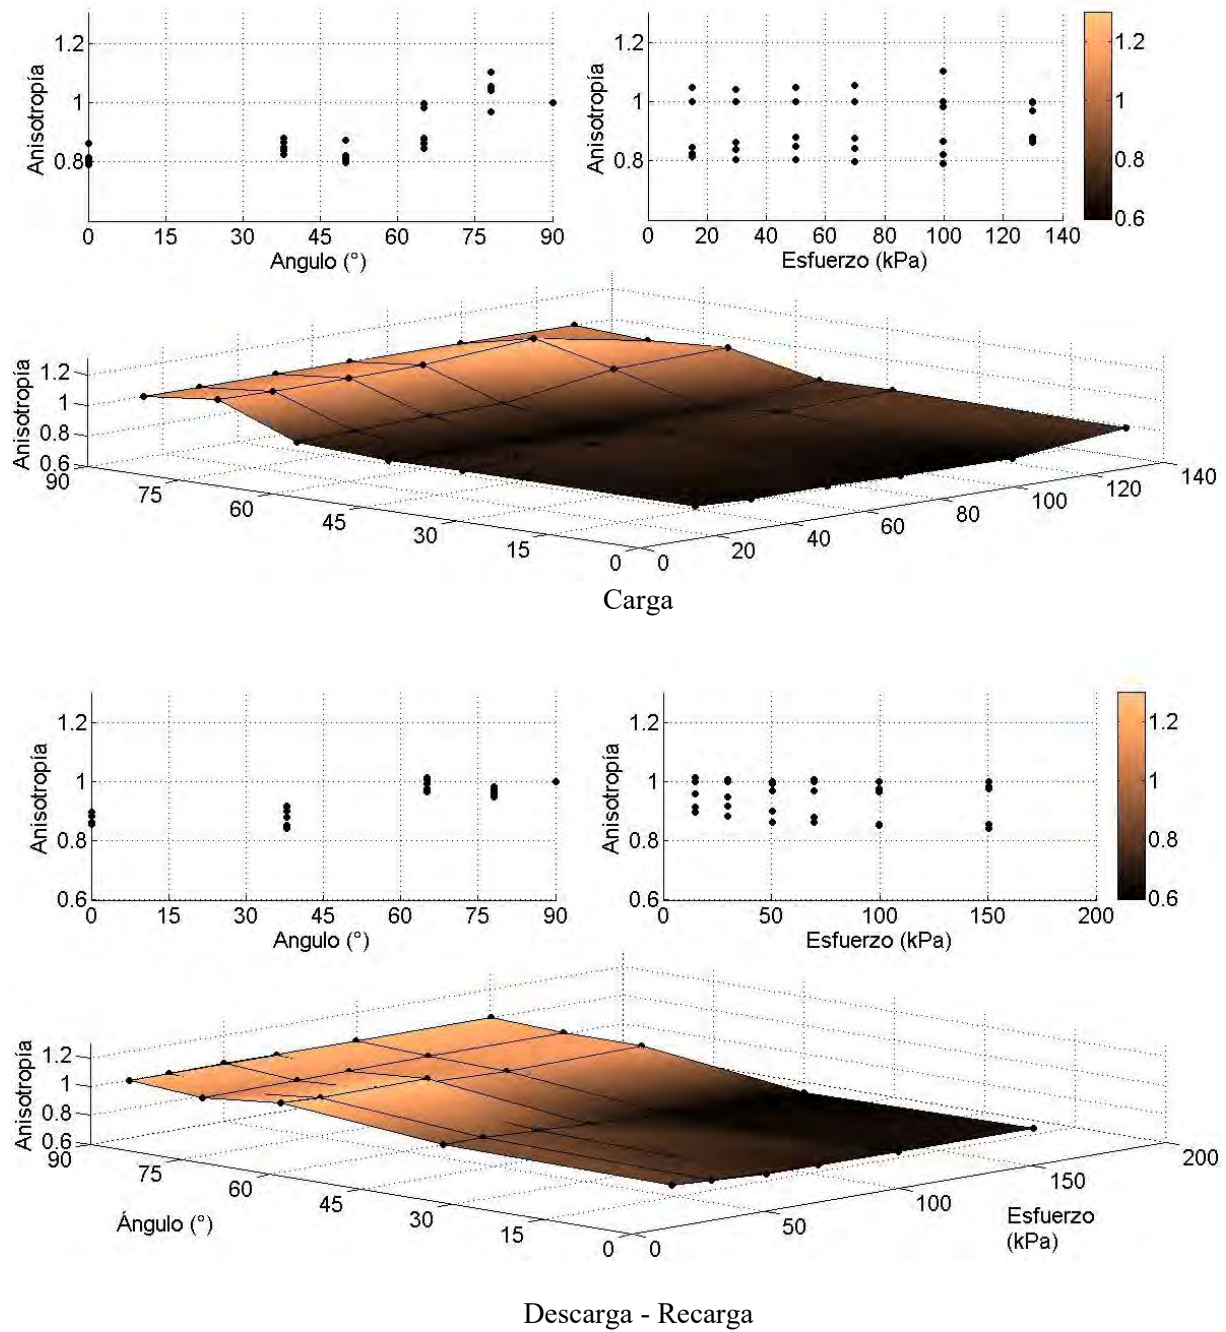 1.2
1
0.8
Anisotropía
0 15 30 45 60 75 90
Angulo (°)
1.2
1
0.8
Anisotropía
0 20 40 60 80 100 120 140
Esfuerzo (kPa)
1.2
1
0.8
0.6
Anisotropía
1.2
1
0.8
0.6
90 75 60 45 30 15 0
0 20 40 60 80 100 120 140
Carga
1.2
1
0.8
0.6
Anisotropía
0 15 30 45 60 75 90
Angulo (°)
1.2
1
0.8
0.6
Anisotropía
0 50 100 150 200
Esfuerzo (kPa)
1.2
1
0.8
0.6
Anisotropía
1.2
1
0.8
0.6
90 75 60 45 30 15 0
Ángulo (°)
0 50 100 150 200
Esfuerzo
(kPa)
Descarga - Recarga